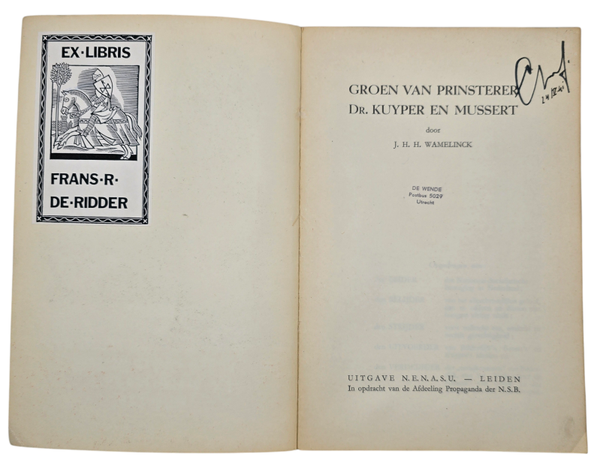 EX·LIBRIS
FRANS·R·
DE·RIDDER
GROEN VAN PRINSTERER
DR. KUYPER EN MUSSERT
door
J. H. H. WAMELINCK
DE WENDE
Postbus 5029
Utrecht
UITGAVE N.E.N.A.S.U. — LEIDEN
In opdracht van de Afdeeling Propaganda der N.S.B.